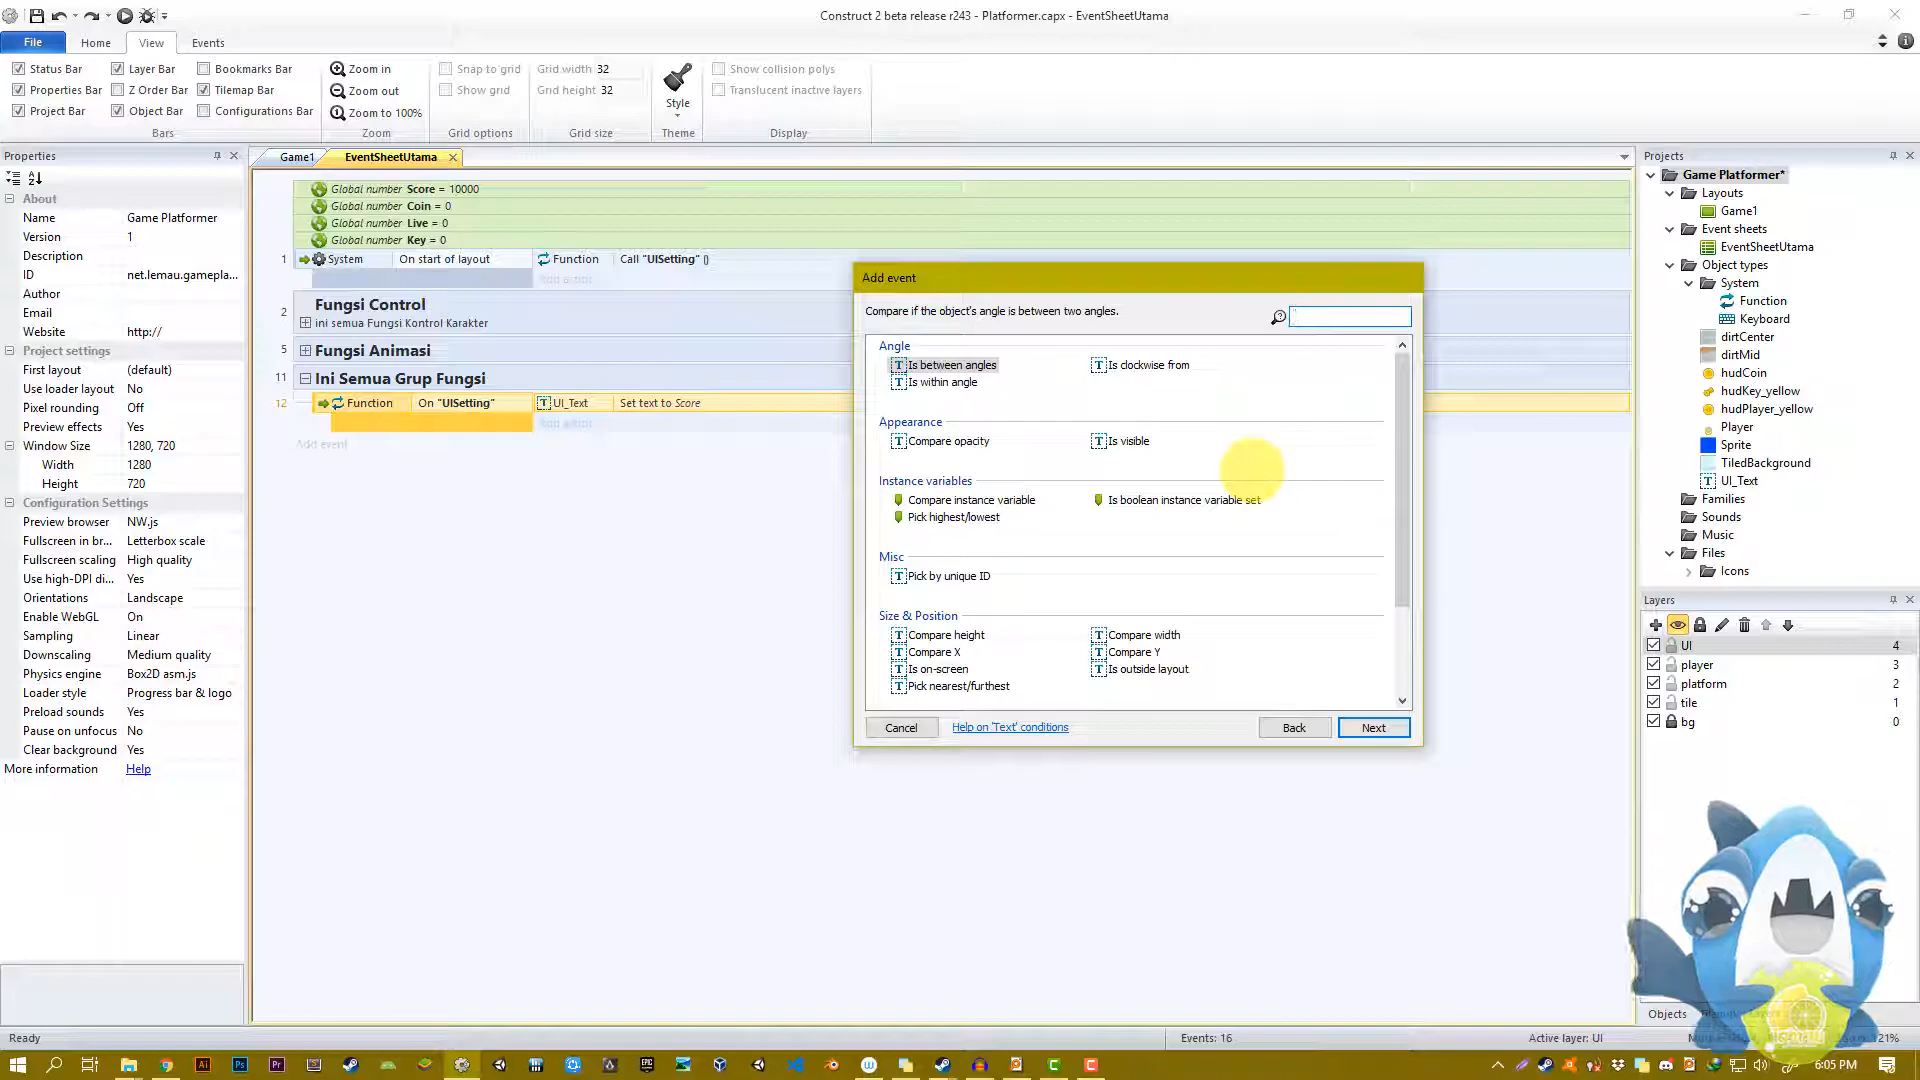 Construct 2 beta release r243 - Platformer.capx - EventSheetUtama
File Home View Events
Status Bar Layer Bar Bookmarks Bar Zoom in Snap to grid Grid width 32 Show collision polys
Properties Bar Z Order Bar Tilemap Bar Zoom out Show grid Grid height 32 Style Translucent inactive layers
Project Bar Object Bar Configurations Bar Zoom to 100%
Bars Zoom Grid options Grid size Theme Display
Properties
About
Name Game Platformer
Version 1
Description
ID net.lemau.gamepla...
Author
Email
Website http://
Project settings
First layout (default)
Use loader layout No
Pixel rounding Off
Preview effects Yes
Window Size 1280, 720
Width 1280
Height 720
Configuration Settings
Preview browser NW.js
Fullscreen in br... Letterbox scale
Fullscreen scaling High quality
Use high-DPI di... Yes
Orientations Landscape
Enable WebGL On
Sampling Linear
Downscaling Medium quality
Physics engine Box2D asm.js
Loader style Progress bar & logo
Preload sounds Yes
Pause on unfocus No
Clear background Yes
More information Help
Game1 EventSheetUtama
Global number Score = 10000
Global number Coin = 0
Global number Live = 0
Global number Key = 0
1 System On start of layout Function Call "UISetting" ()
Add action
2 Fungsi Control
ini semua Fungsi Kontrol Karakter
5 Fungsi Animasi
11 Ini Semua Grup Fungsi
12 Function On "UISetting" T UI_Text Set text to Score
Add action
Add event
Add event
Compare if the object's angle is between two angles.
Angle
T Is between angles T Is clockwise from
T Is within angle
Appearance
T Compare opacity T Is visible
Instance variables
Compare instance variable Is boolean instance variable set
Pick highest/lowest
Misc
T Pick by unique ID
Size & Position
T Compare height T Compare width
T Compare X T Compare Y
T Is on-screen T Is outside layout
T Pick nearest/furthest
Cancel Help on 'Text' conditions Back Next
Projects
Game Platformer*
Layouts
Game1
Event sheets
EventSheetUtama
Object types
System
Function
Keyboard
dirtCenter
dirtMid
hudCoin
hudKey_yellow
hudPlayer_yellow
Player
Sprite
TiledBackground
T UI_Text
Families
Sounds
Music
Files
Icons
Layers
UI 4
player 3
platform 2
tile 1
bg 0
Objects
Ready Events: 16 Active layer: UI 121%
6:05 PM